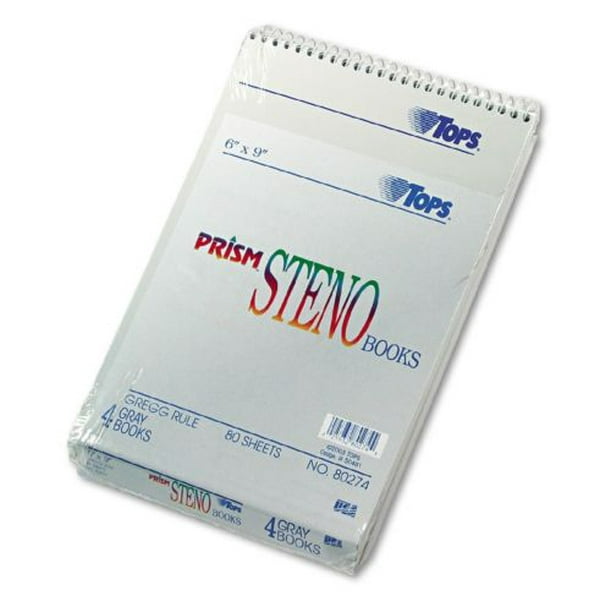 TOPS
6" x 9"
TOPS
PRISM STENO
BOOKS
GREGG RULE
80 SHEETS
4 GRAY
BOOKS
NO. 80274
PRISM STENO
BOOKS
4 GRAY
BOOKS
TOPS